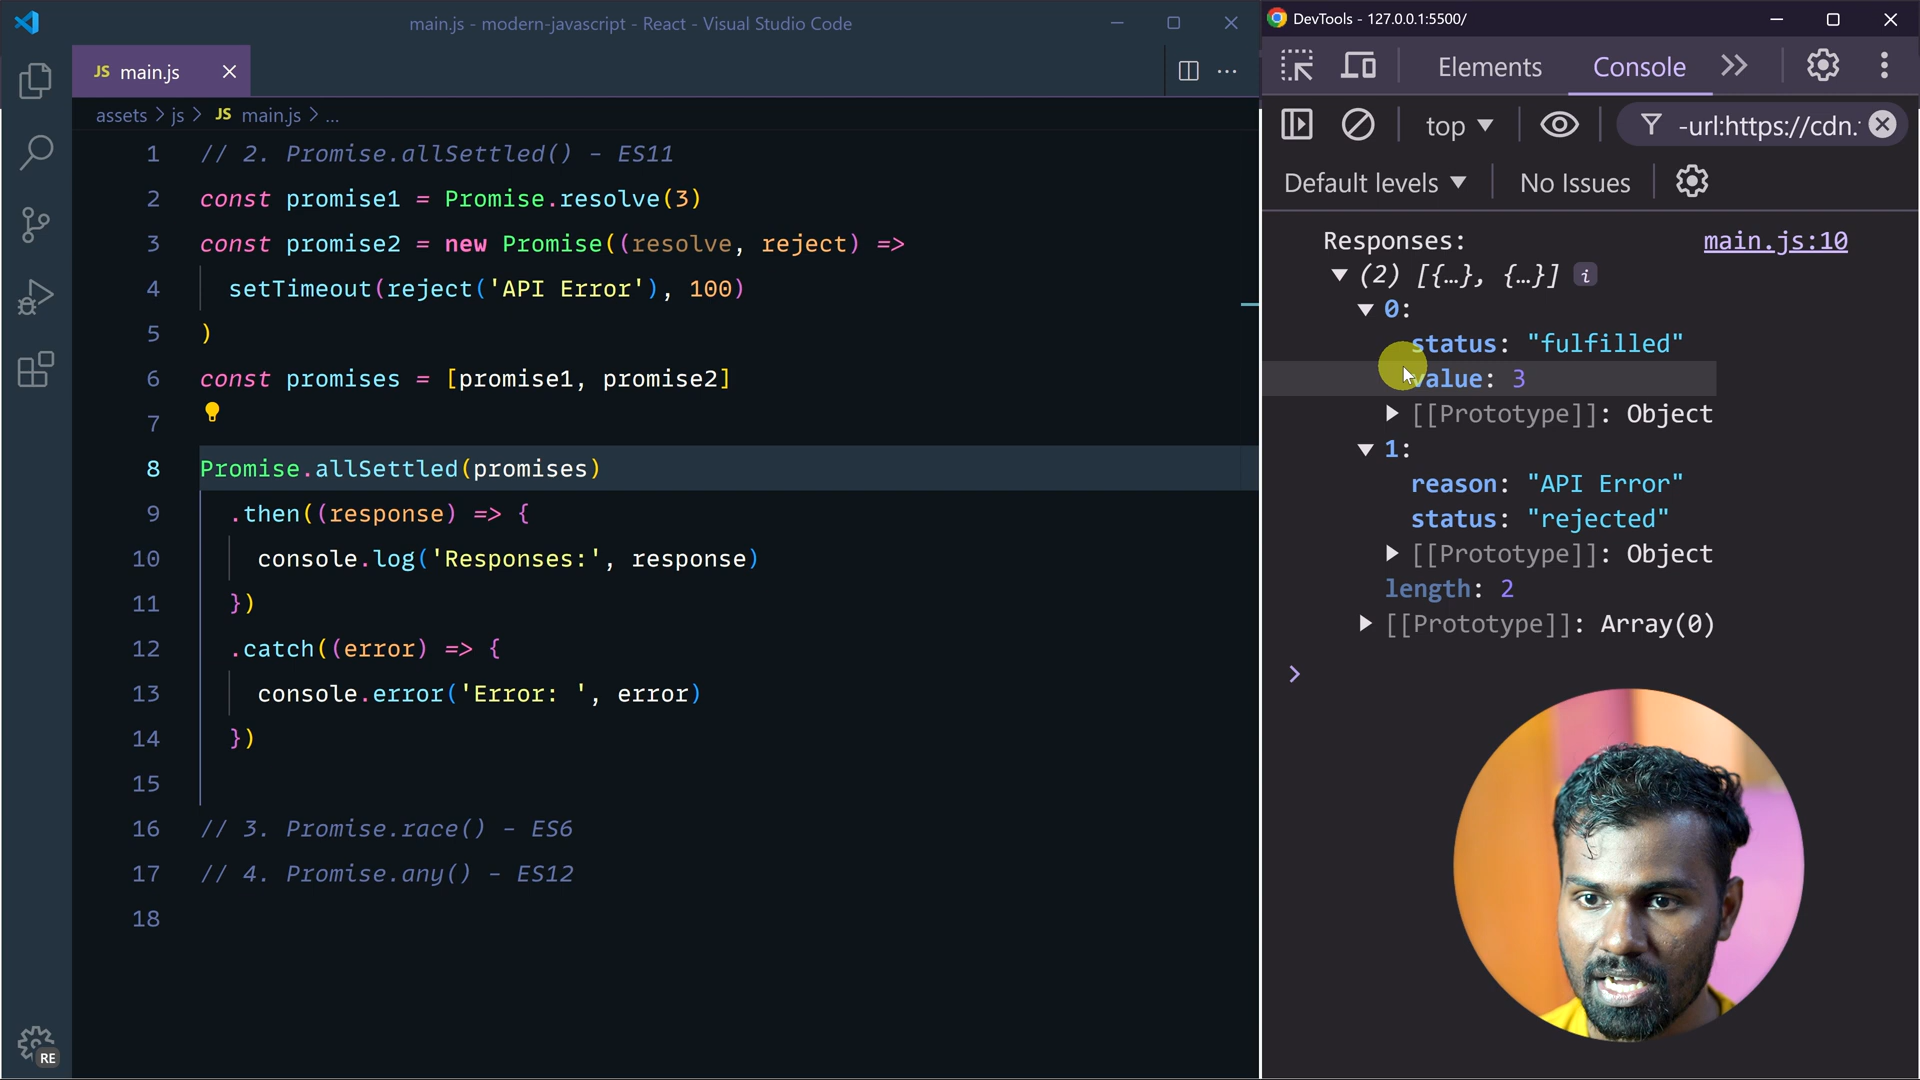 main.js - modern-javascript - React - Visual Studio Code
JS main.js
assets > js > JS main.js > ...
1 // 2. Promise.allSettled() - ES11
2 const promise1 = Promise.resolve(3)
3 const promise2 = new Promise((resolve, reject) =>
4 setTimeout(reject('API Error'), 100)
5 )
6 const promises = [promise1, promise2]
7
8 Promise.allSettled(promises)
9 .then((response) => {
10 console.log('Responses:', response)
11 })
12 .catch((error) => {
13 console.error('Error: ', error)
14 })
15
16 // 3. Promise.race() - ES6
17 // 4. Promise.any() - ES12
18
RE
DevTools - 127.0.0.1:5500/
Elements Console
top -url:https://cdn.
Default levels No Issues
Responses: main.js:10
(2) [{…}, {…}] i
0:
status: "fulfilled"
value: 3
[[Prototype]]: Object
1:
reason: "API Error"
status: "rejected"
[[Prototype]]: Object
length: 2
[[Prototype]]: Array(0)